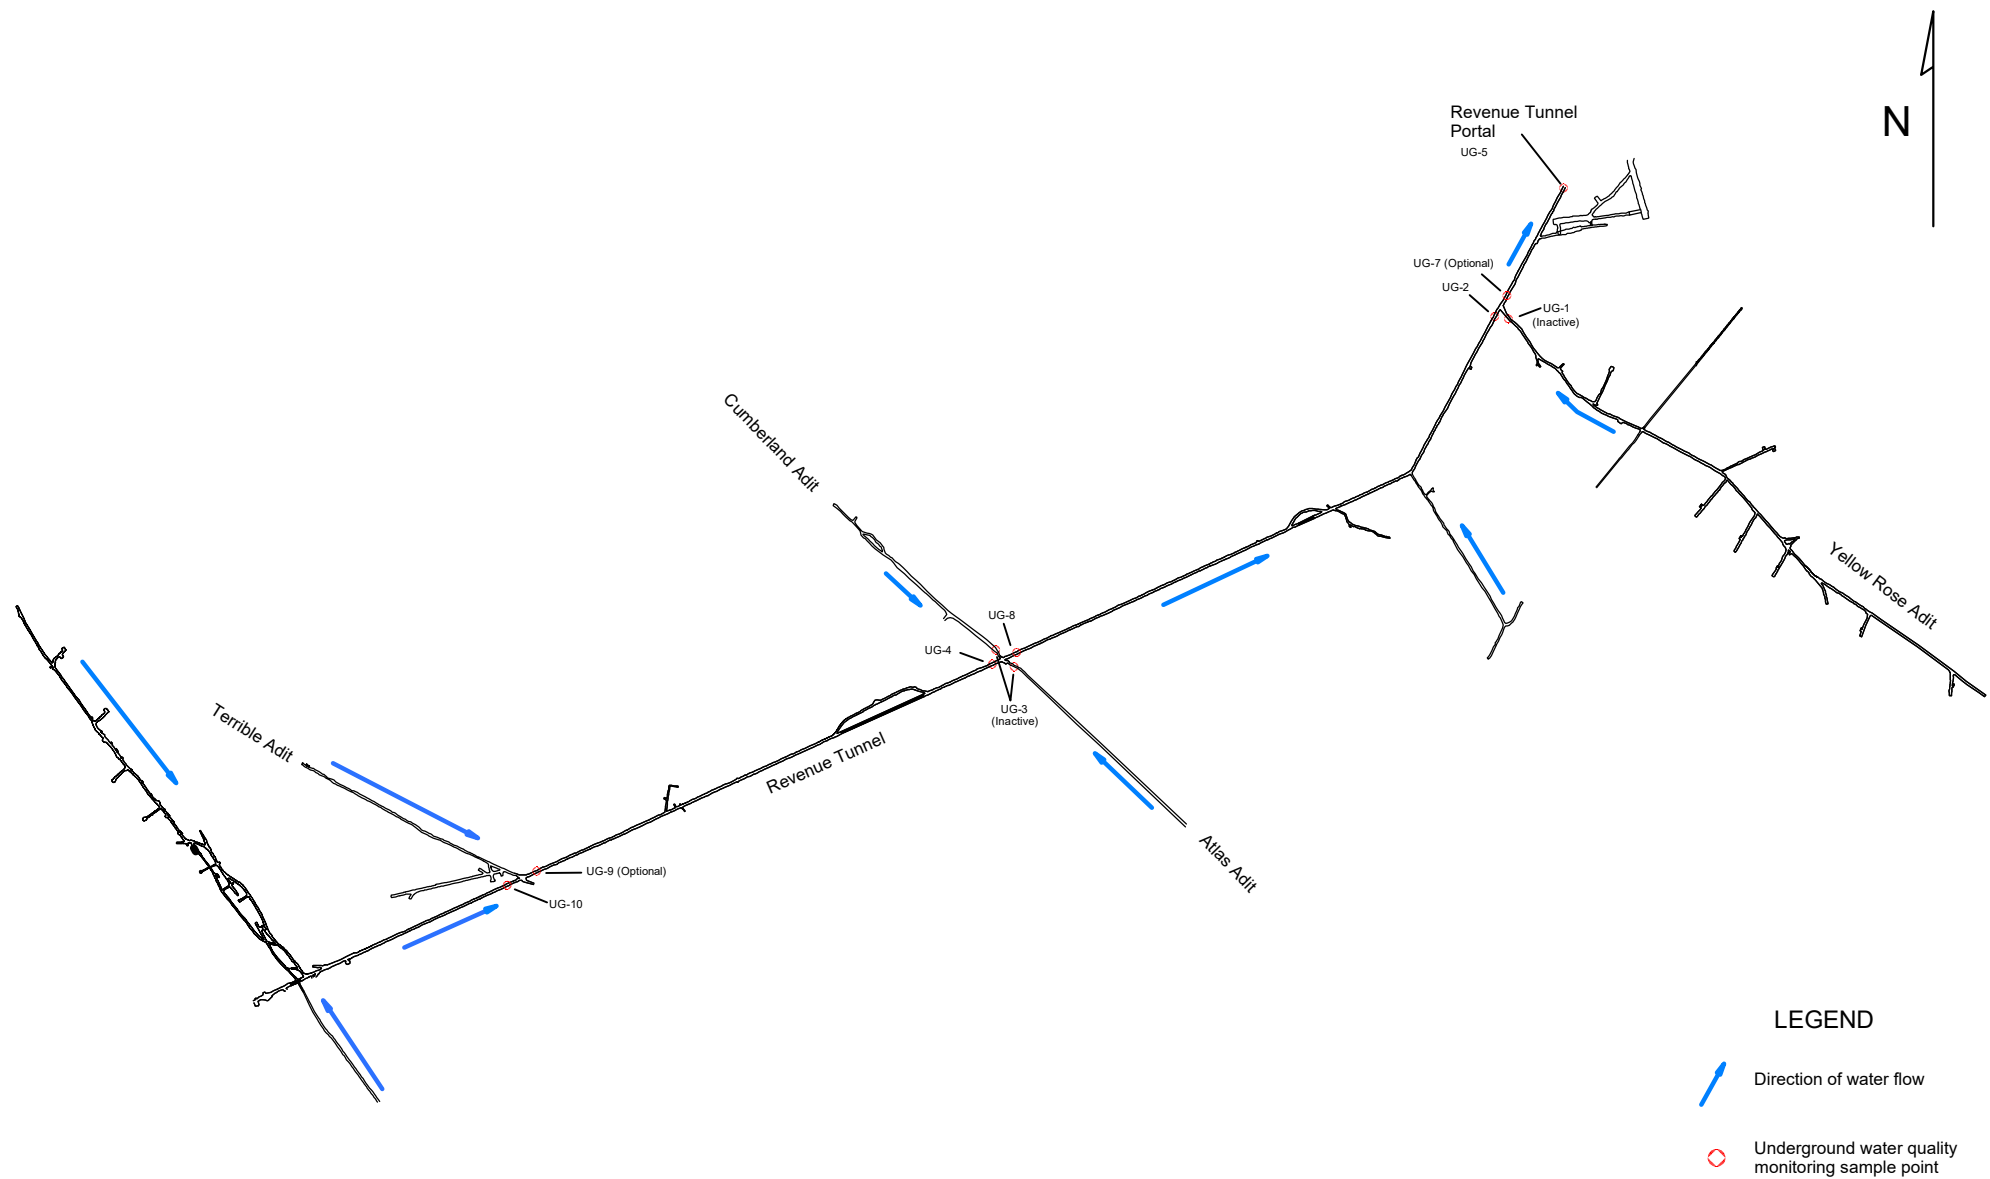 Revenue Tunnel
Portal
UG-5
N
UG-7 (Optional)
UG-2
UG-1
(Inactive)
Cumberland Adit
Yellow Rose Adit
UG-8
UG-4
UG-3
(Inactive)
Terrible Adit
Revenue Tunnel
Atlas Adit
UG-9 (Optional)
UG-10
LEGEND
Direction of water flow
Underground water quality
monitoring sample point